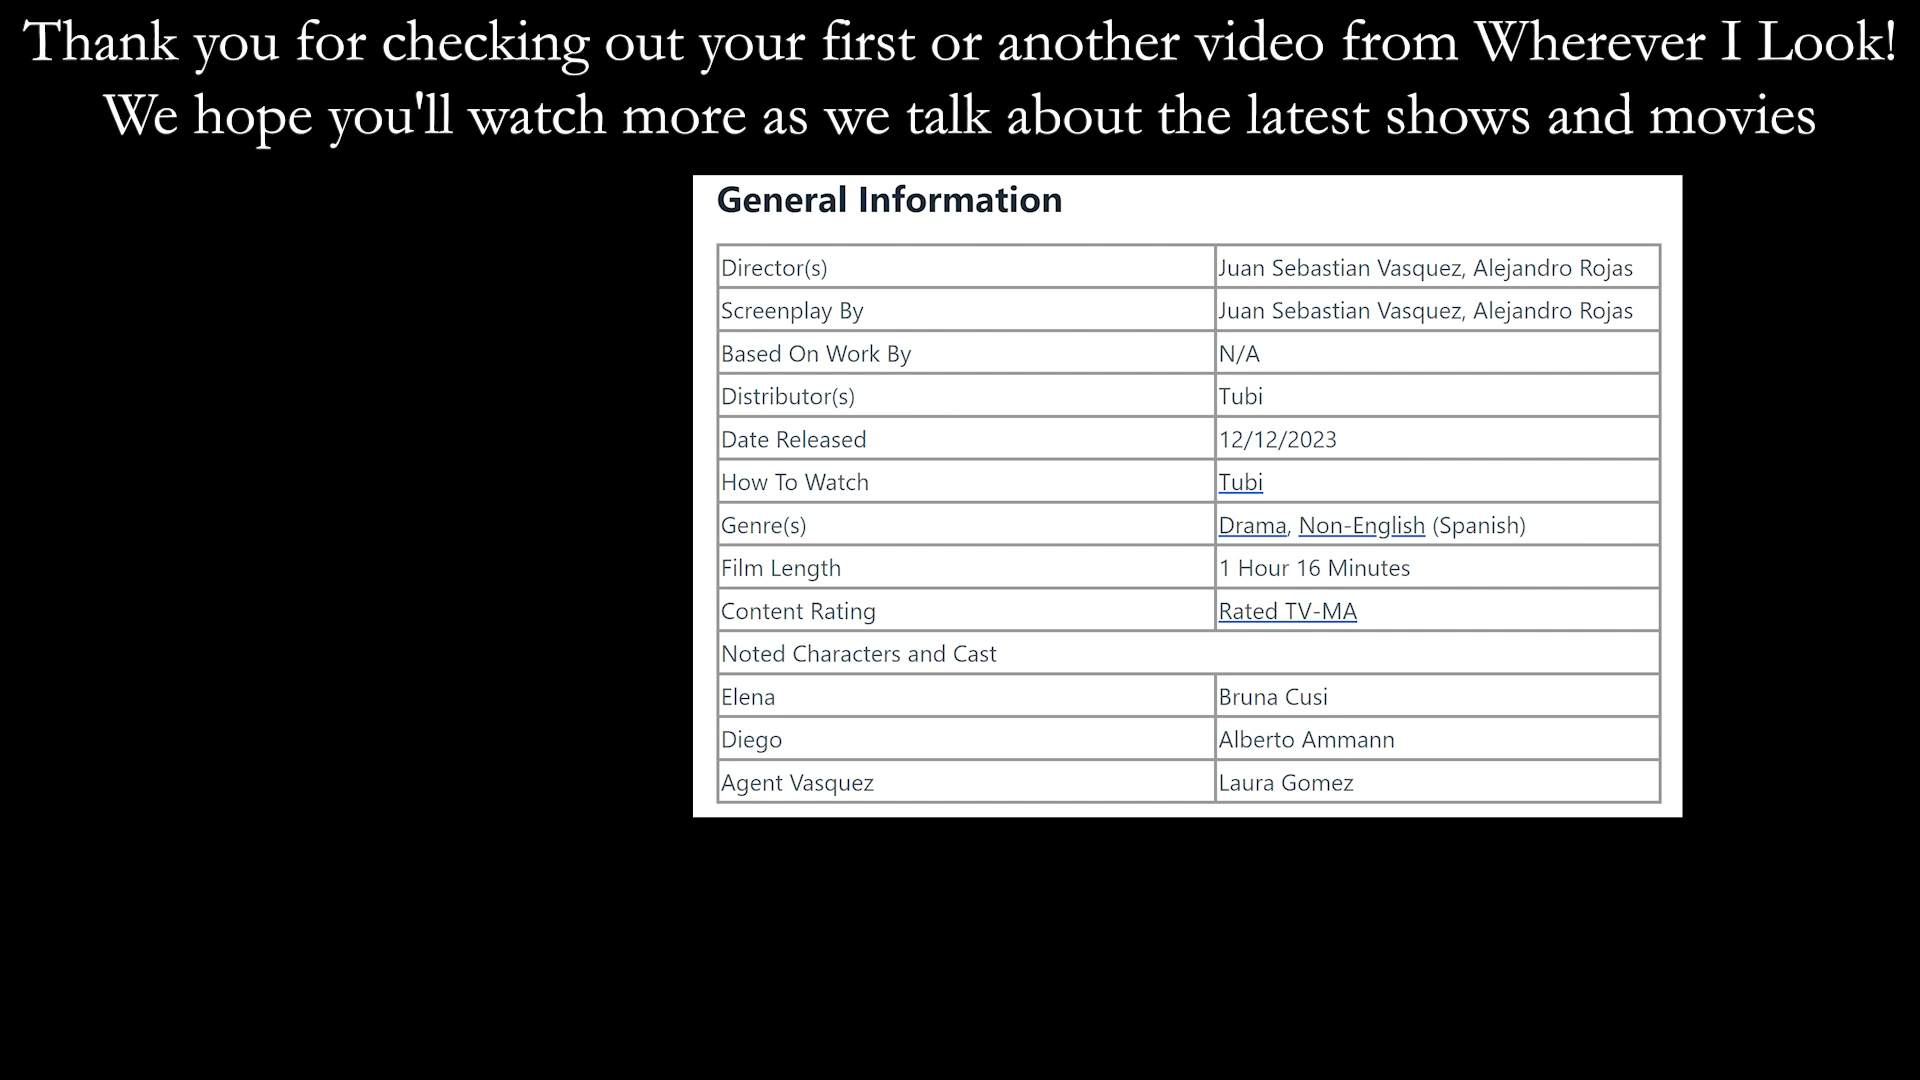 Thank you for checking out your first or another video from Wherever I Look!
We hope you'll watch more as we talk about the latest shows and movies
General Information
Director(s) Juan Sebastian Vasquez, Alejandro Rojas
Screenplay By Juan Sebastian Vasquez, Alejandro Rojas
Based On Work By N/A
Distributor(s) Tubi
Date Released 12/12/2023
How To Watch Tubi
Genre(s) Drama, Non-English (Spanish)
Film Length 1 Hour 16 Minutes
Content Rating Rated TV-MA
Noted Characters and Cast
Elena Bruna Cusi
Diego Alberto Ammann
Agent Vasquez Laura Gomez